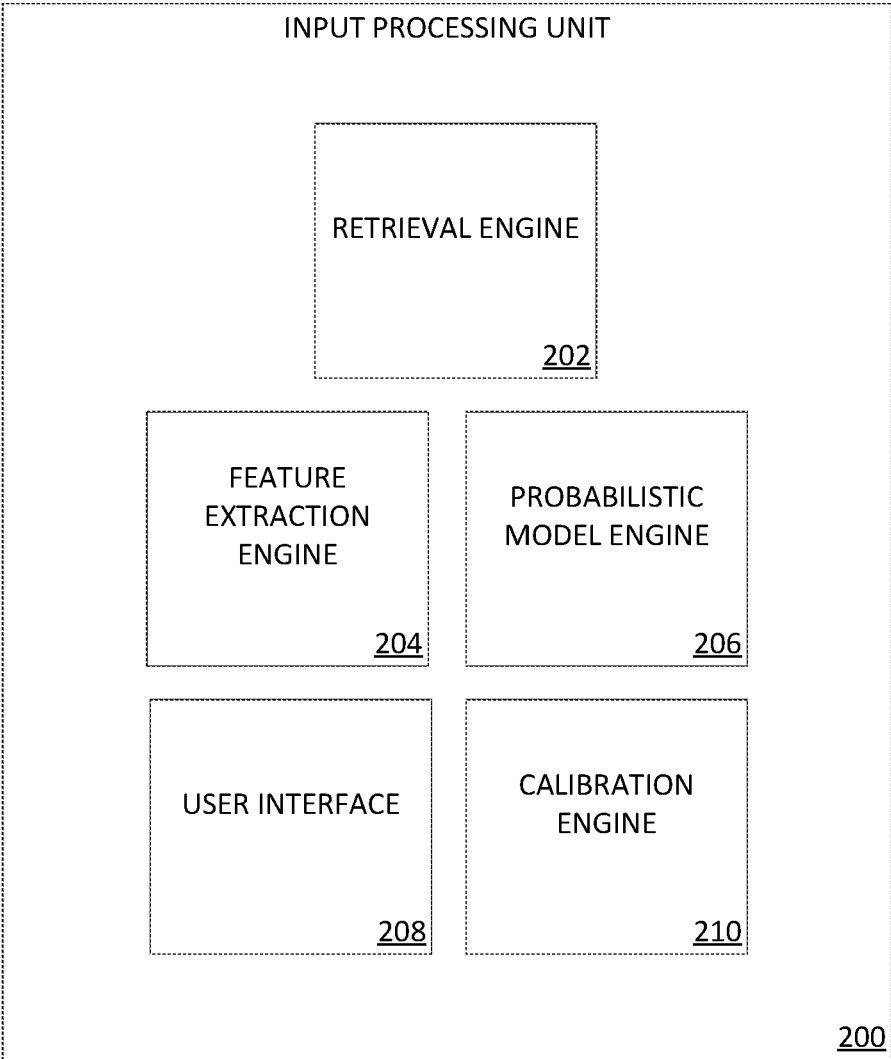 INPUT PROCESSING UNIT
RETRIEVAL ENGINE
202
FEATURE
EXTRACTION
ENGINE
204
PROBABILISTIC
MODEL ENGINE
206
USER INTERFACE
208
CALIBRATION
ENGINE
210
200